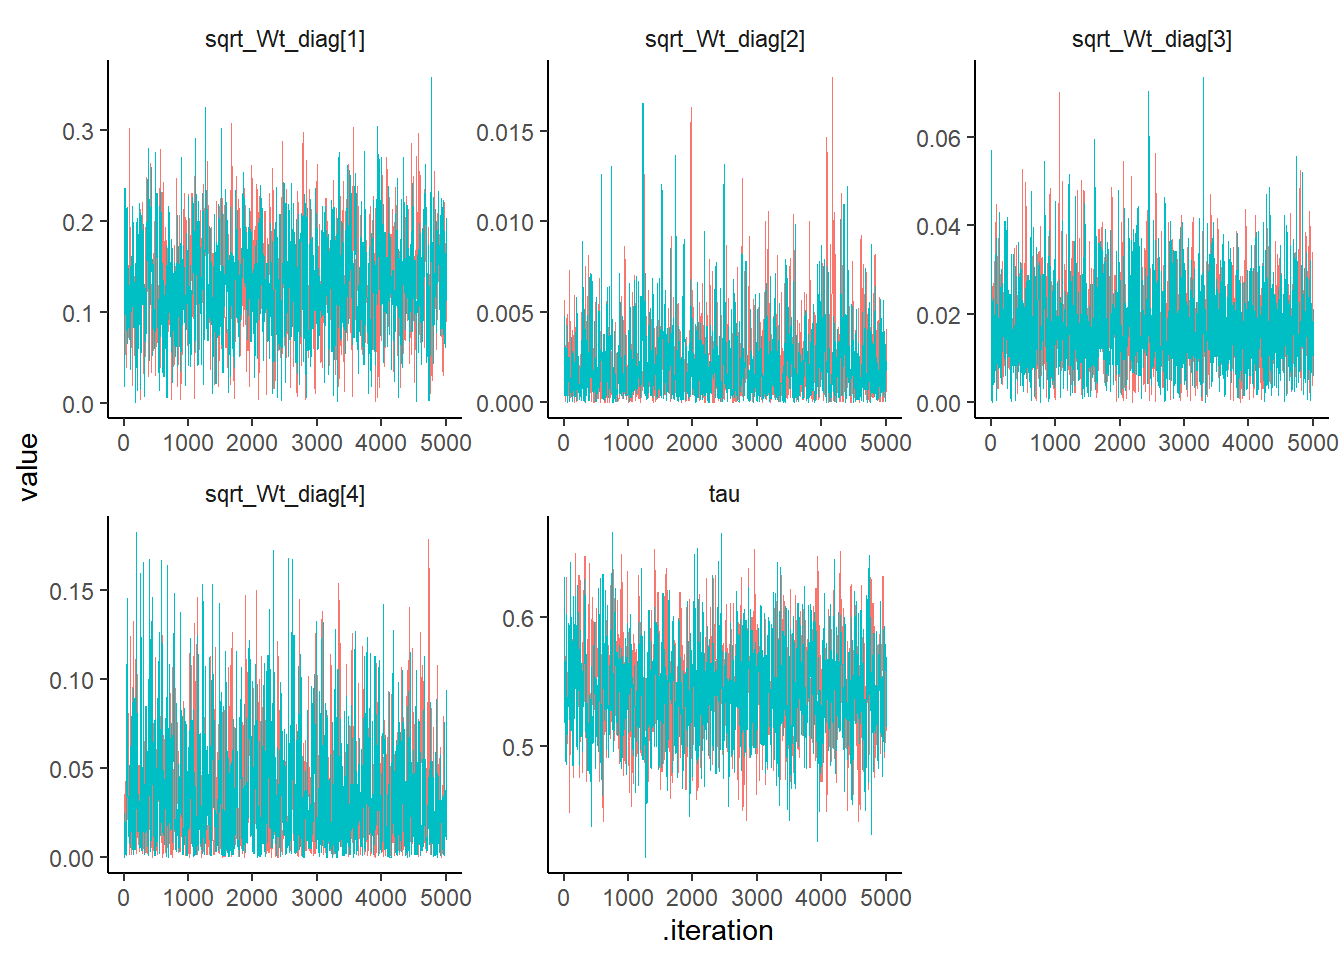 sqrt_Wt_diag[1]
sqrt_Wt_diag[2]
sqrt_Wt_diag[3]
0.3
0.2
0.1
0.0
0 1000 2000 3000 4000 5000
0.015
0.010
0.005
0.000
0 1000 2000 3000 4000 5000
0.06
0.04
0.02
0.00
0 1000 2000 3000 4000 5000
value
sqrt_Wt_diag[4]
tau
0.15
0.10
0.05
0.00
0 1000 2000 3000 4000 5000
0.6
0.5
0 1000 2000 3000 4000 5000
.iteration